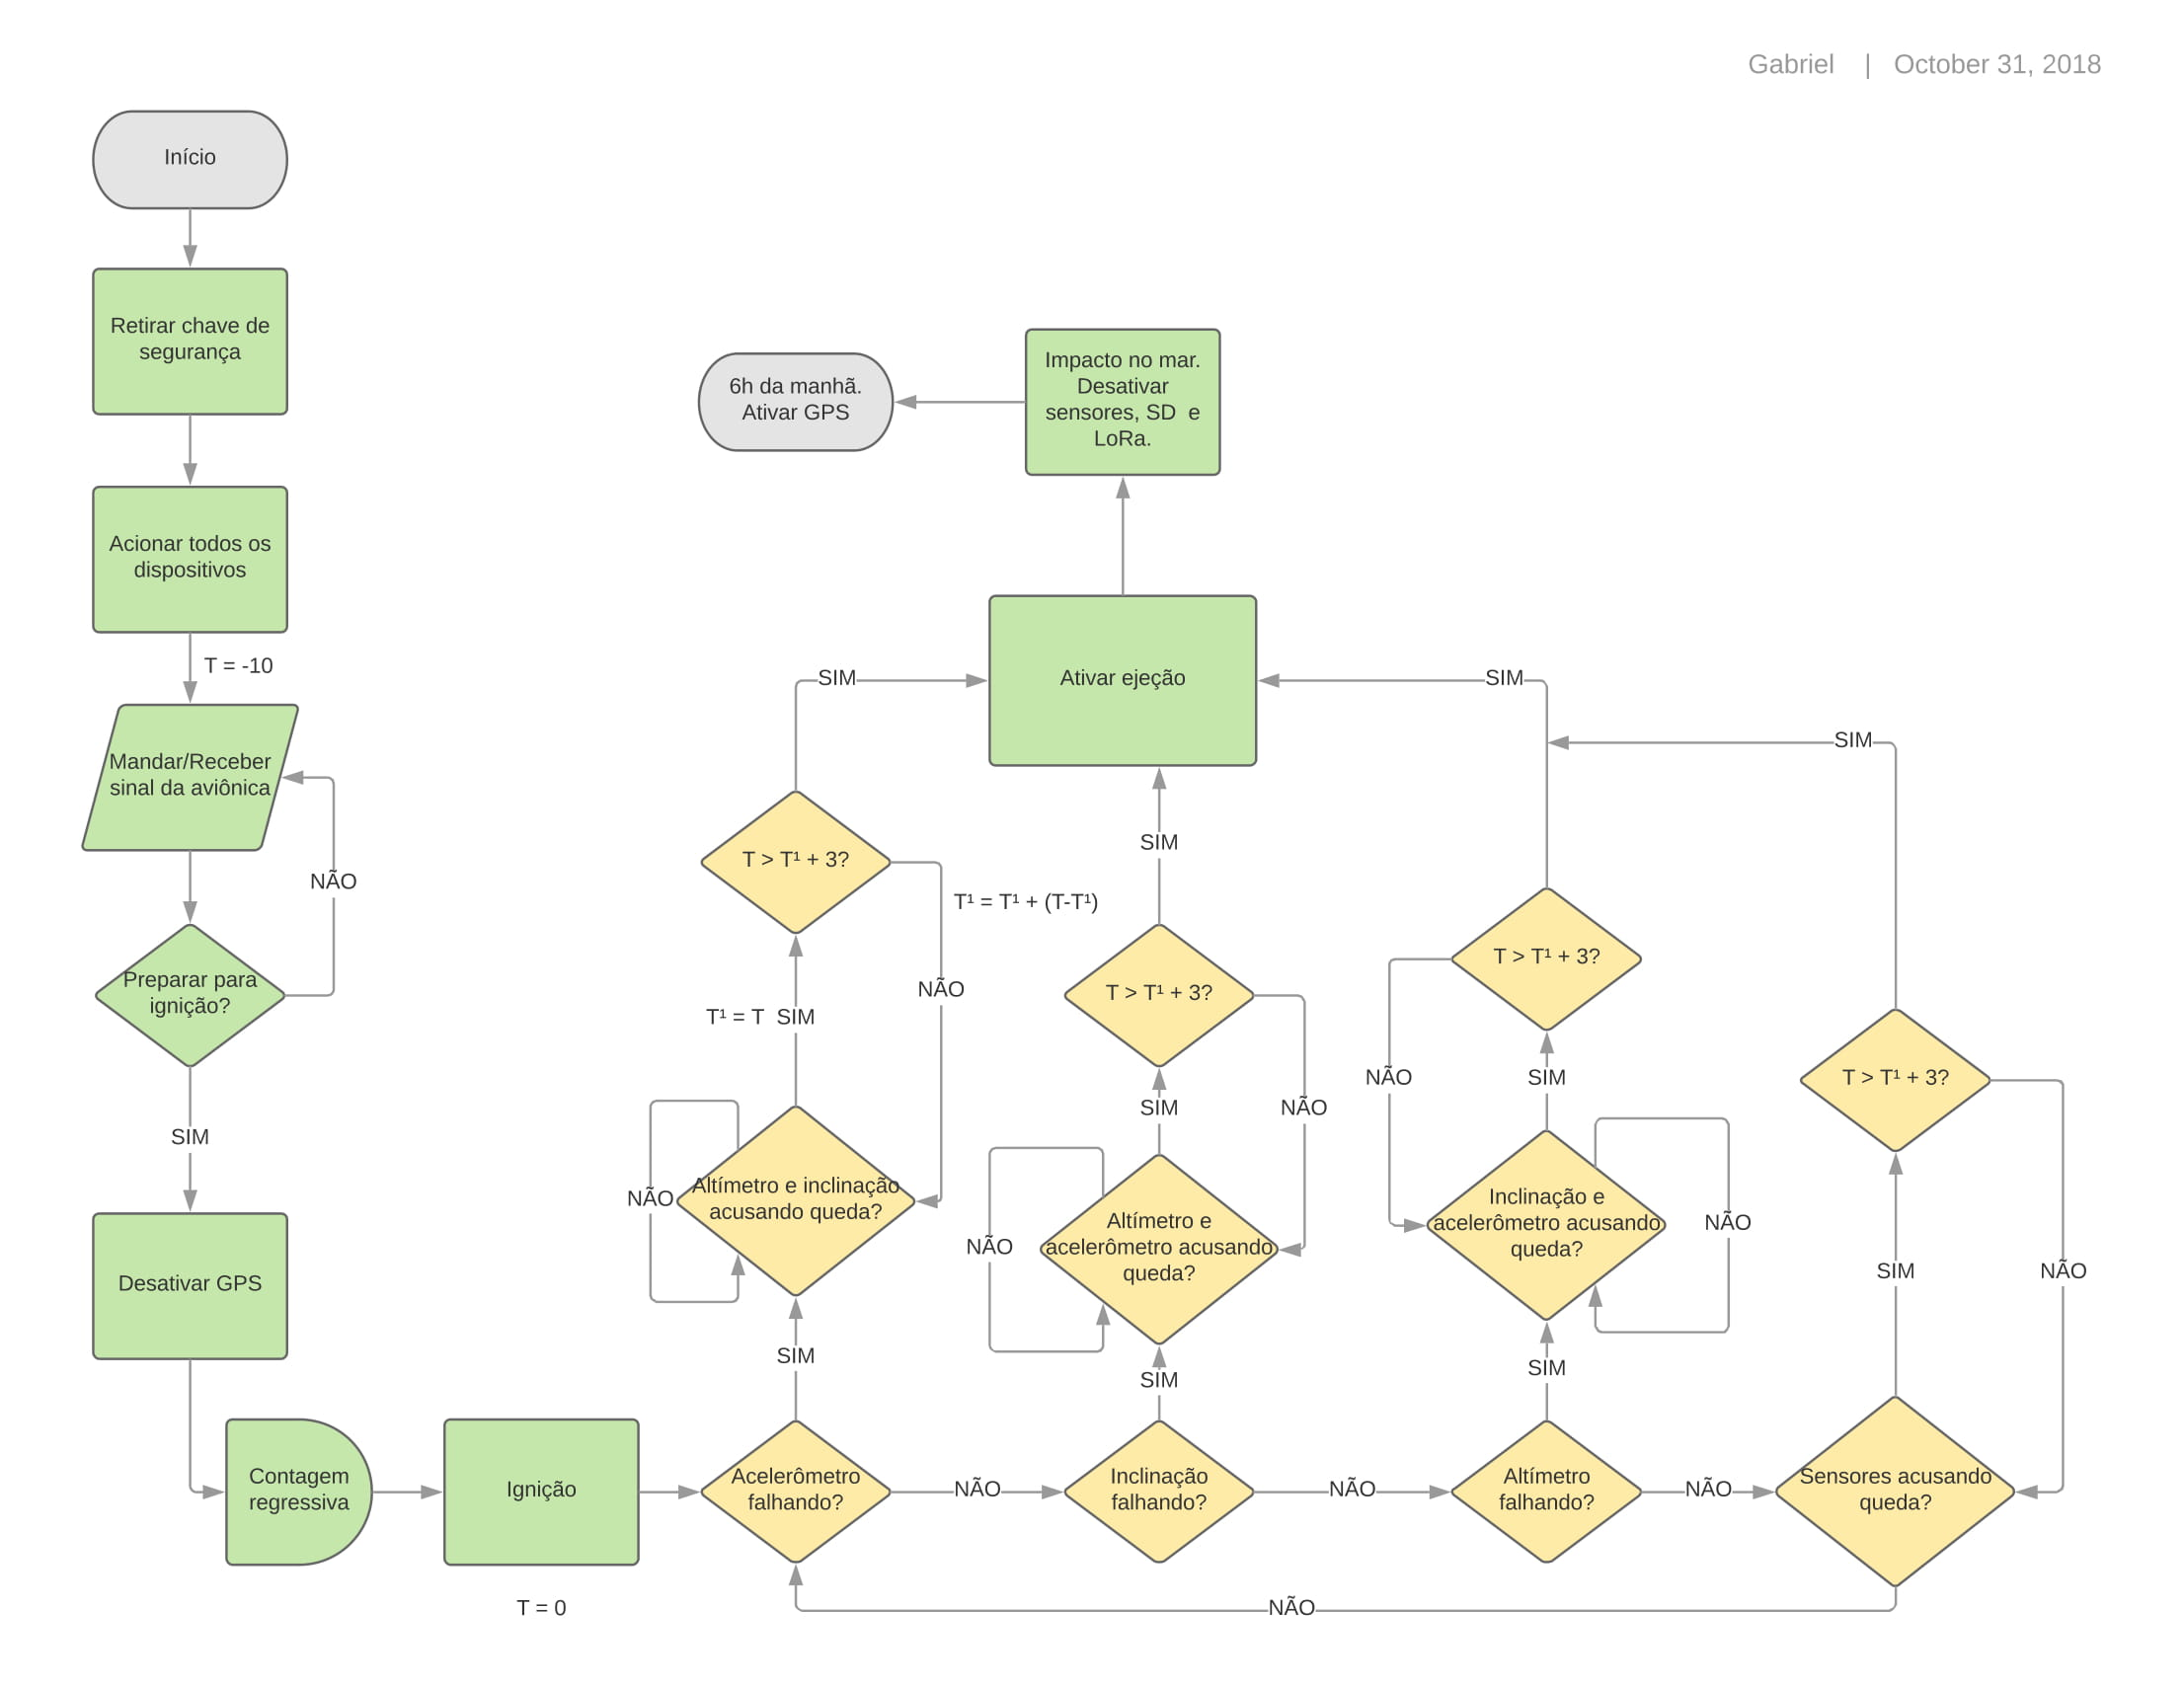 Gabriel | October 31, 2018
Início
Retirar chave de
segurança
Acionar todos os
dispositivos
T = -10
Mandar/Receber
sinal da aviônica
NÃO
Preparar para
ignição?
SIM
Desativar GPS
Contagem
regressiva
Ignição
T = 0
6h da manhã.
Ativar GPS
Impacto no mar.
Desativar
sensores, SD e
LoRa.
Ativar ejeção
SIM
SIM
SIM
SIM
T > T¹ + 3?
T¹ = T¹ + (T-T¹)
NÃO
T¹ = T SIM
NÃO
Altímetro e inclinação
acusando queda?
SIM
Acelerômetro
falhando?
NÃO
T > T¹ + 3?
SIM
NÃO
NÃO
Altímetro e
acelerômetro acusando
queda?
SIM
Inclinação
falhando?
NÃO
T > T¹ + 3?
NÃO
SIM
Inclinação e
acelerômetro acusando
queda?
NÃO
SIM
Altímetro
falhando?
NÃO
T > T¹ + 3?
SIM
NÃO
Sensores acusando
queda?
NÃO